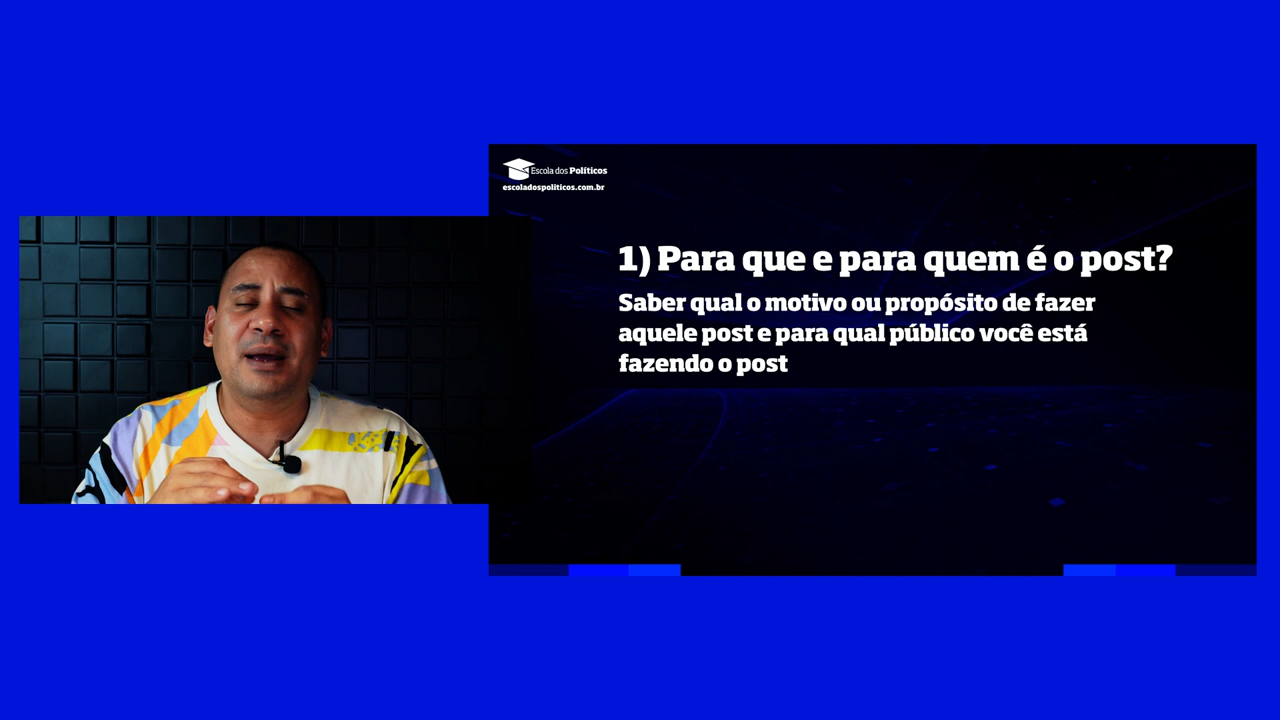 Escola dos Políticos
escoladospoliticos.com.br
1) Para que e para quem é o post?
Saber qual o motivo ou propósito de fazer
aquele post e para qual público você está
fazendo o post